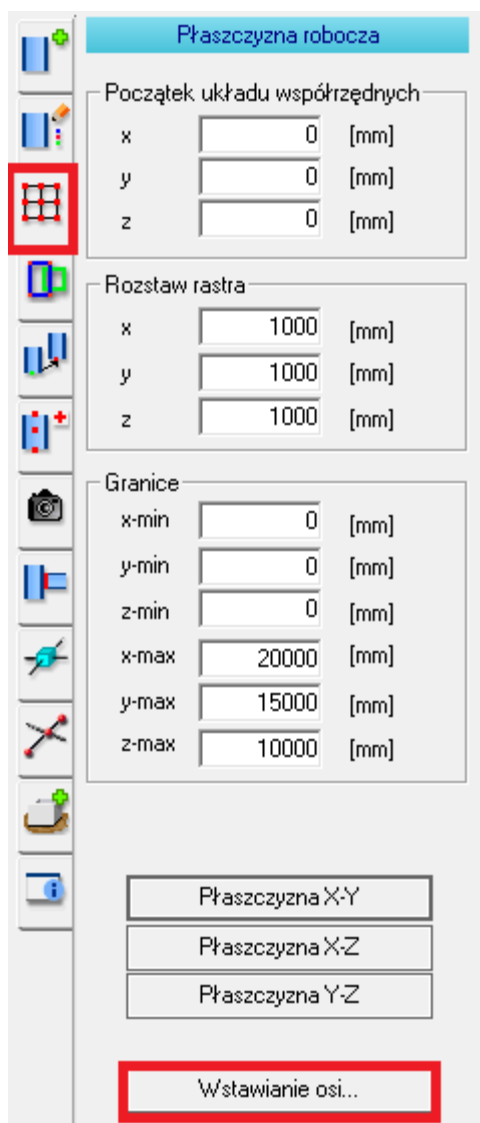 Płaszczyzna robocza
Początek układu współrzędnych
x 0 [mm]
y 0 [mm]
z 0 [mm]
Rozstaw rastra
x 1000 [mm]
y 1000 [mm]
z 1000 [mm]
Granice
x-min 0 [mm]
y-min 0 [mm]
z-min 0 [mm]
x-max 20000 [mm]
y-max 15000 [mm]
z-max 10000 [mm]
Płaszczyzna X-Y
Płaszczyzna X-Z
Płaszczyzna Y-Z
Wstawianie osi...